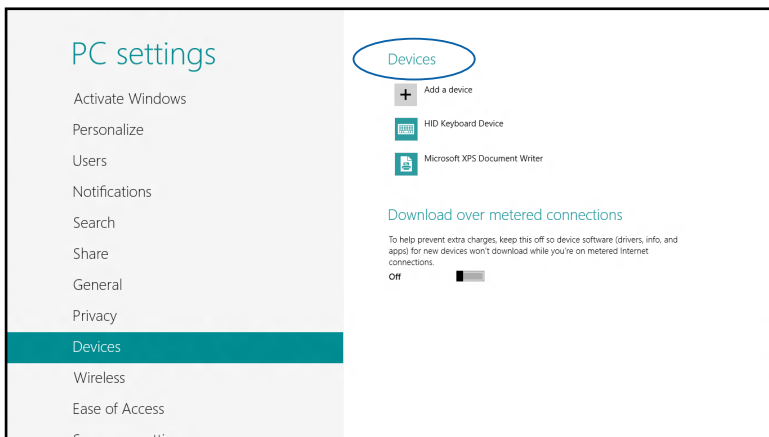 PC settings
Activate Windows
Personalize
Users
Notifications
Search
Share
General
Privacy
Devices
Wireless
Ease of Access
Devices
Add a device
HID Keyboard Device
Microsoft XPS Document Writer
Download over metered connections
To help prevent extra charges, keep this off so device software (drivers, info, and
apps) for new devices won't download while you're on metered Internet
connections.
Off